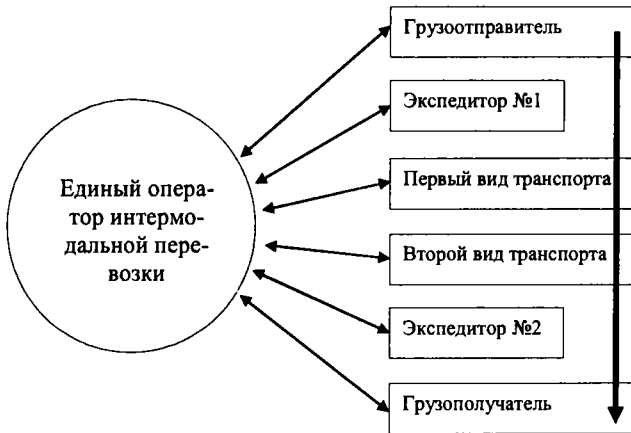 Грузоотправитель
Экспедитор №1
Первый вид транспорта
Единый опера-
тор интермо-
дальной пере-
возки
Второй вид транспорта
Экспедитор №2
Грузополучатель